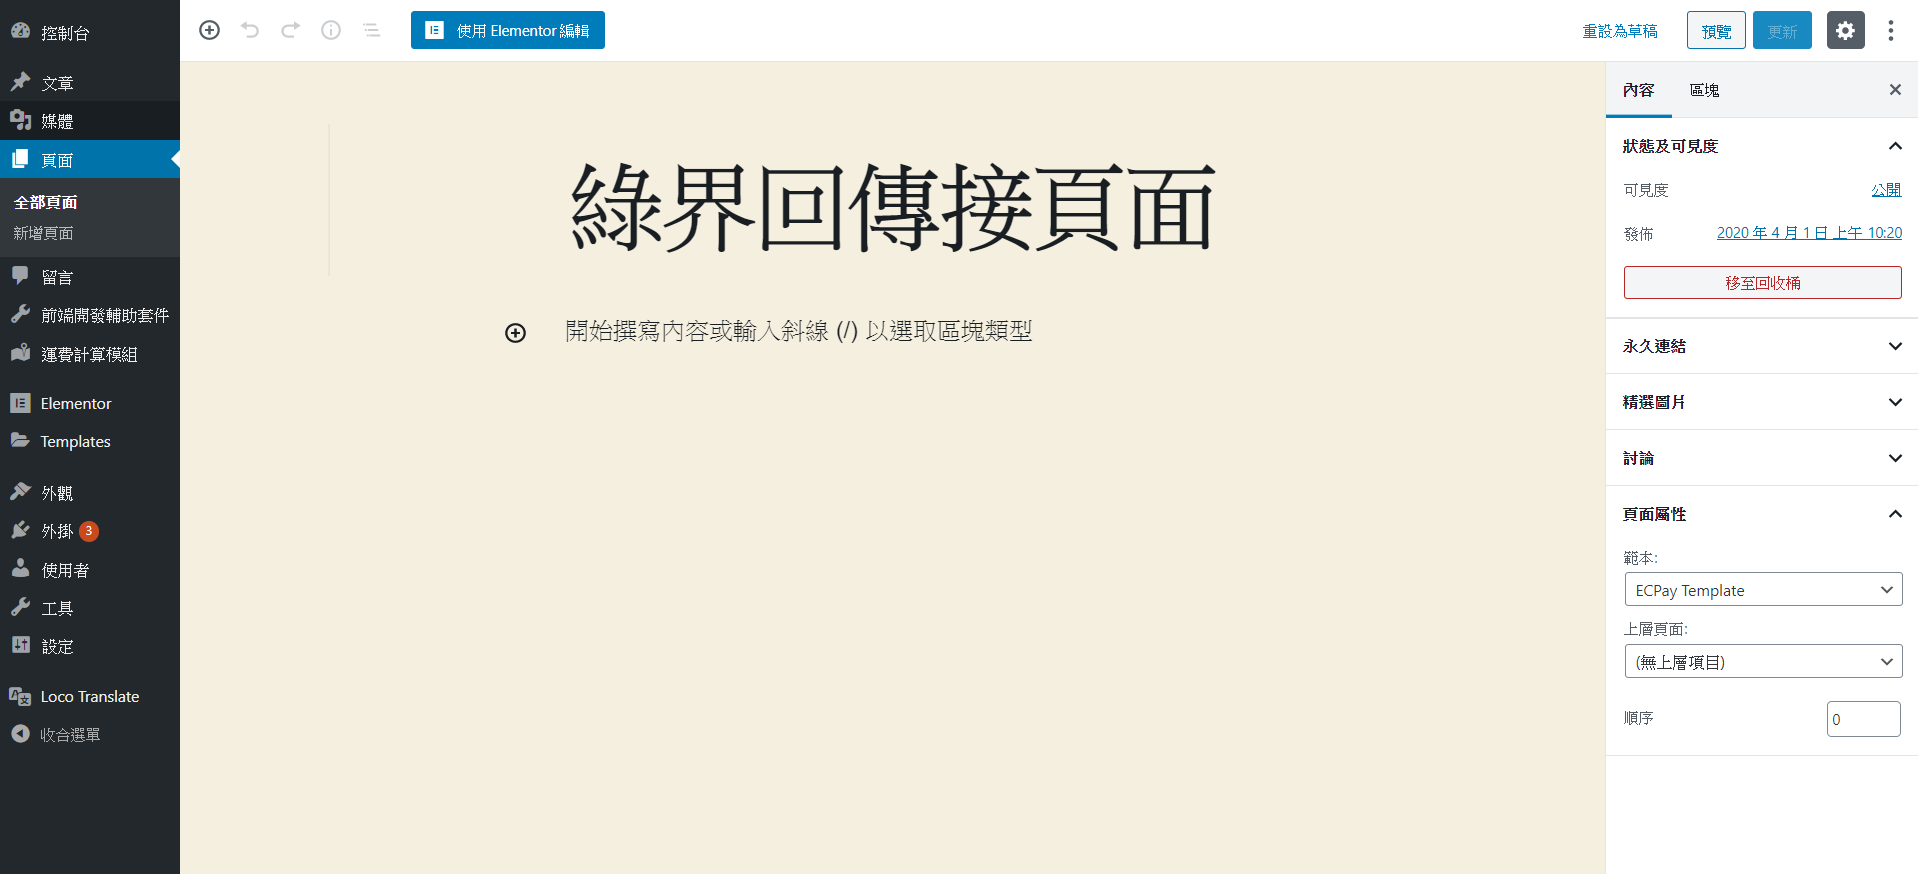 控制台
文章
媒體
頁面
全部頁面
新增頁面
留言
前端開發輔助套件
運費計算模組
Elementor
Templates
外觀
外掛 3
使用者
工具
設定
Loco Translate
收合選單
使用 Elementor 編輯
重設為草稿
預覽
更新
綠界回傳接頁面
開始撰寫內容或輸入斜線 (/) 以選取區塊類型
內容
區塊
狀態及可見度
可見度 公開
發佈 2020 年 4 月 1 日 上午 10:20
移至回收桶
永久連結
精選圖片
討論
頁面屬性
範本:
ECPay Template
上層頁面:
(無上層項目)
順序 0